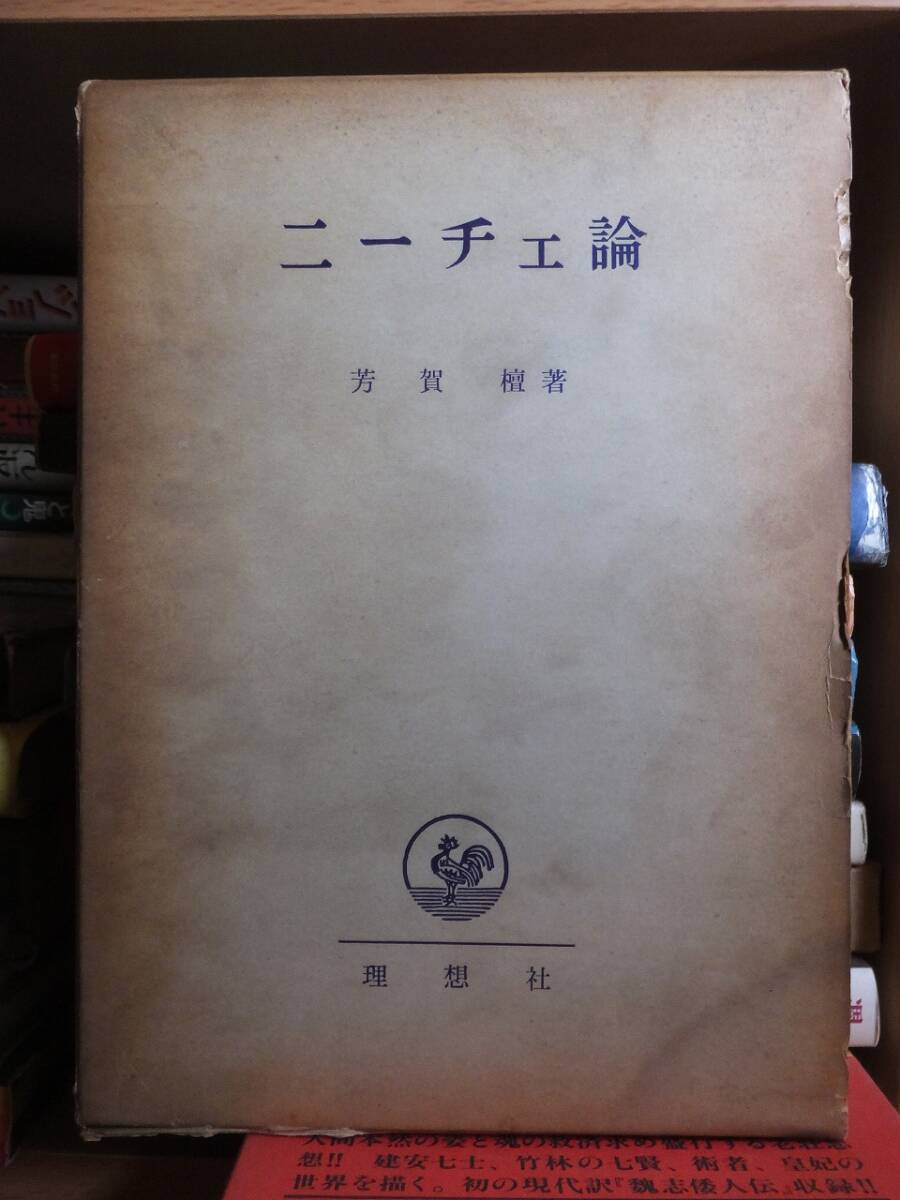 ニーチェ論
芳賀 檀著
理想社
想!! 建安七士、竹林の七賢、術者、皇妃の
世界を描く。初の現代訳『魏志倭人伝』収録!!